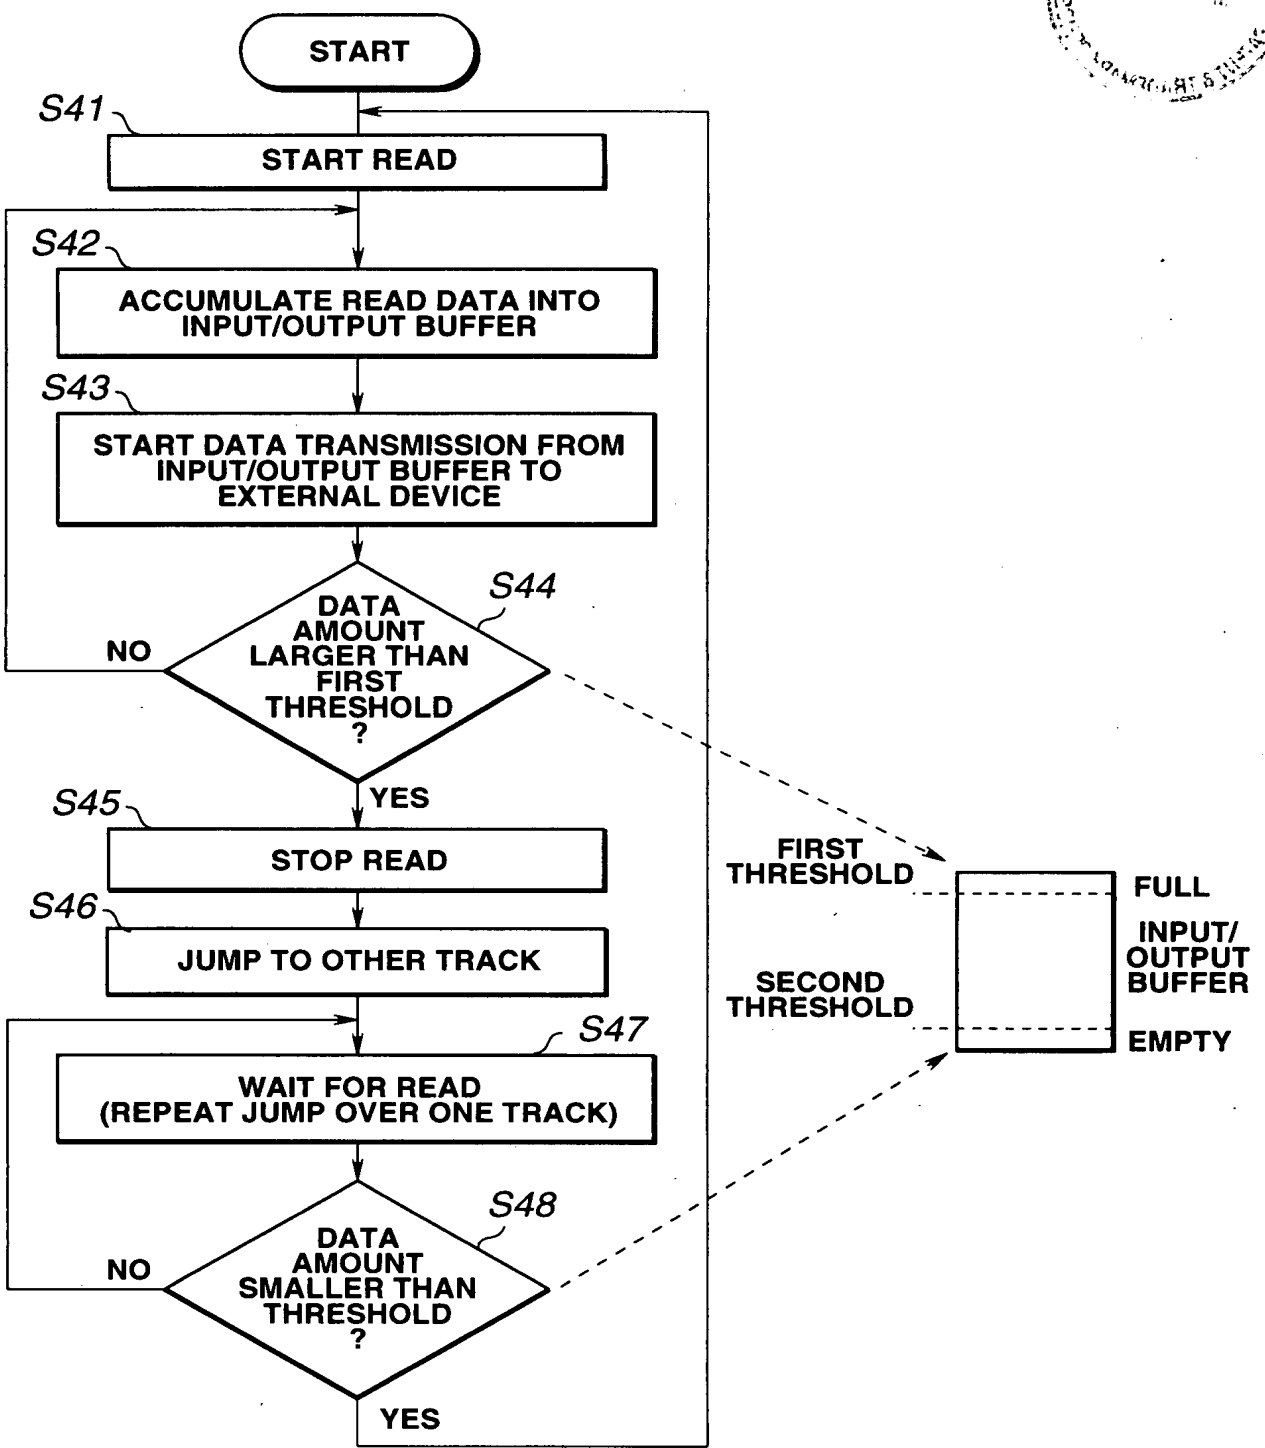 START
S41
START READ
S42
ACCUMULATE READ DATA INTO
INPUT/OUTPUT BUFFER
S43
START DATA TRANSMISSION FROM
INPUT/OUTPUT BUFFER TO
EXTERNAL DEVICE
S44
DATA
AMOUNT
LARGER THAN
FIRST
THRESHOLD
?
NO
YES
S45
STOP READ
S46
JUMP TO OTHER TRACK
S47
WAIT FOR READ
(REPEAT JUMP OVER ONE TRACK)
S48
DATA
AMOUNT
SMALLER THAN
THRESHOLD
?
NO
YES
FIRST
THRESHOLD
SECOND
THRESHOLD
FULL
INPUT/
OUTPUT
BUFFER
EMPTY